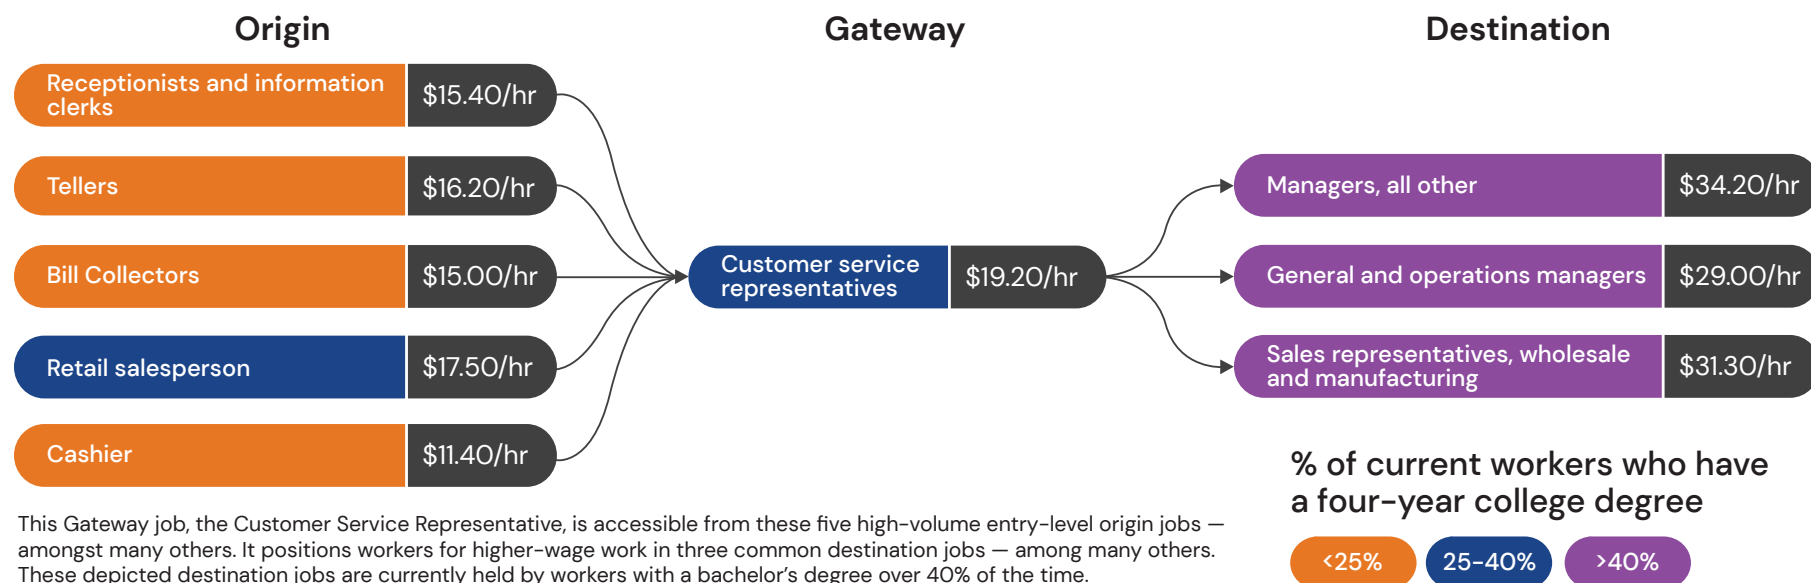 Origin
Gateway
Destination
Receptionists and information
clerks
$15.40/hr
Tellers
$16.20/hr
Bill Collectors
$15.00/hr
Retail salesperson
$17.50/hr
Cashier
$11.40/hr
Customer service
representatives
$19.20/hr
Managers, all other
$34.20/hr
General and operations managers
$29.00/hr
Sales representatives, wholesale
and manufacturing
$31.30/hr
This Gateway job, the Customer Service Representative, is accessible from these five high-volume entry-level origin jobs —
amongst many others. It positions workers for higher-wage work in three common destination jobs — among many others.
These depicted destination jobs are currently held by workers with a bachelor’s degree over 40% of the time.
% of current workers who have
a four-year college degree
<25%
25-40%
>40%